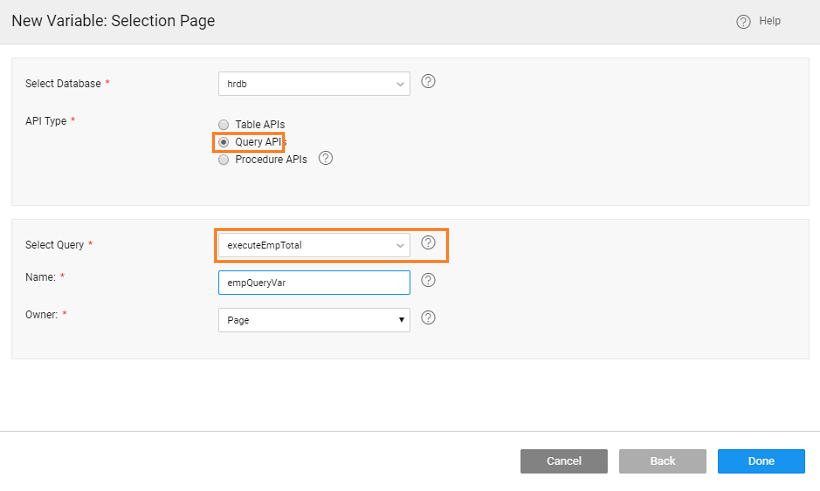 New Variable: Selection Page
? Help
Select Database * hrdb ?
API Type *
Table APIs
Query APIs
Procedure APIs ?
Select Query * executeEmpTotal ?
Name: * empQueryVar ?
Owner: * Page ?
Cancel Back Done